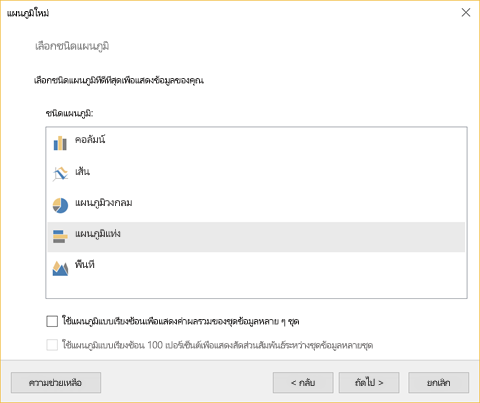 แผนภูมิใหม่
เลือกชนิดแผนภูมิ
เลือกชนิดแผนภูมิที่ดีที่สุดเพื่อแสดงข้อมูลของคุณ
ชนิดแผนภูมิ:
คอลัมน์
เส้น
แผนภูมิวงกลม
แผนภูมิแท่ง
พื้นที่
ใช้แผนภูมิแบบเรียงซ้อนเพื่อแสดงค่าผลรวมของชุดข้อมูลหลาย ๆ ชุด
ใช้แผนภูมิแบบเรียงซ้อน 100 เปอร์เซ็นต์เพื่อแสดงสัดส่วนสัมพันธ์ระหว่างชุดข้อมูลหลายชุด
ความช่วยเหลือ
< กลับ
ถัดไป >
ยกเลิก